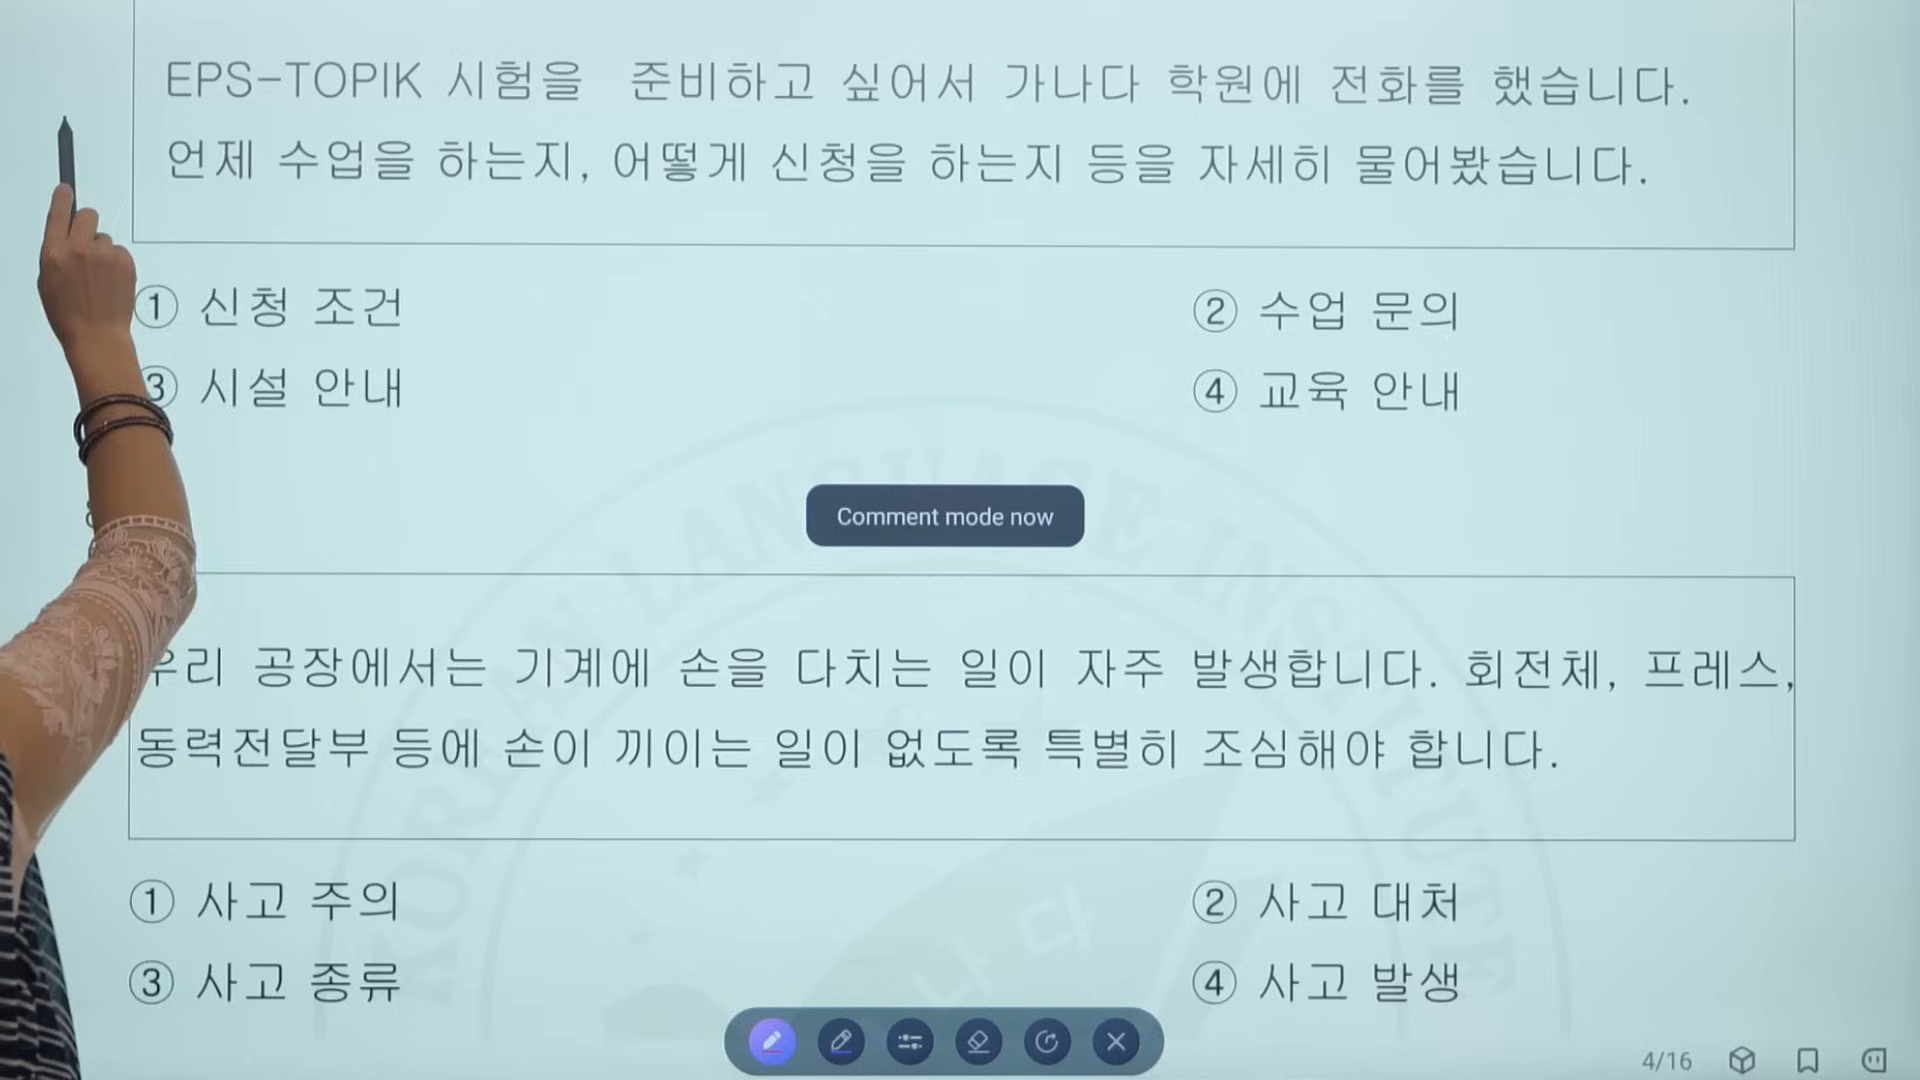 EPS-TOPIK 시험을 준비하고 싶어서 가나다 학원에 전화를 했습니다.
언제 수업을 하는지, 어떻게 신청을 하는지 등을 자세히 물어봤습니다.
① 신청 조건
② 수업 문의
③ 시설 안내
④ 교육 안내
Comment mode now
우리 공장에서는 기계에 손을 다치는 일이 자주 발생합니다. 회전체, 프레스,
동력전달부 등에 손이 끼이는 일이 없도록 특별히 조심해야 합니다.
① 사고 주의
② 사고 대처
③ 사고 종류
④ 사고 발생
KOREAN LANGUAGE INSTITUTE
나다
4/16